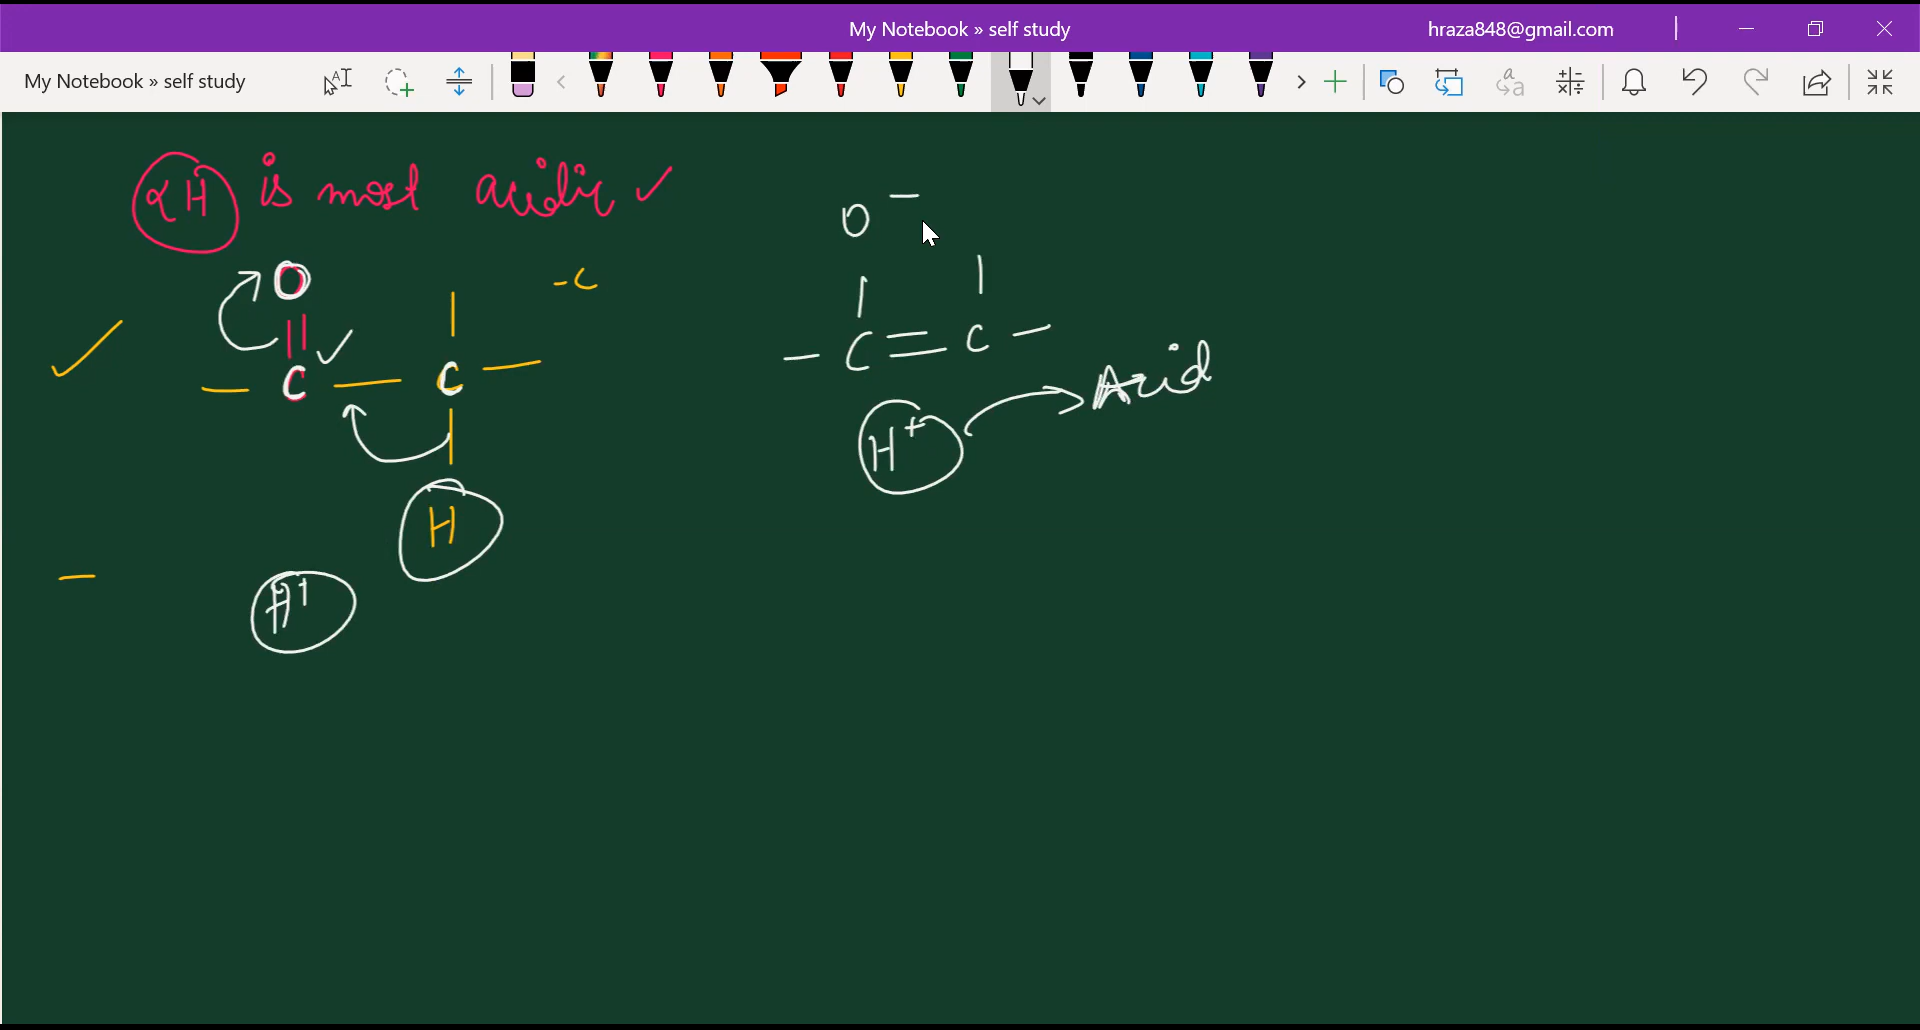 My Notebook » self study
hraza848@gmail.com
My Notebook » self study
αH is most acidic ✓
O
-C
C ✓ — C —
H
H+
O −
— C = C —
H+ → Acid